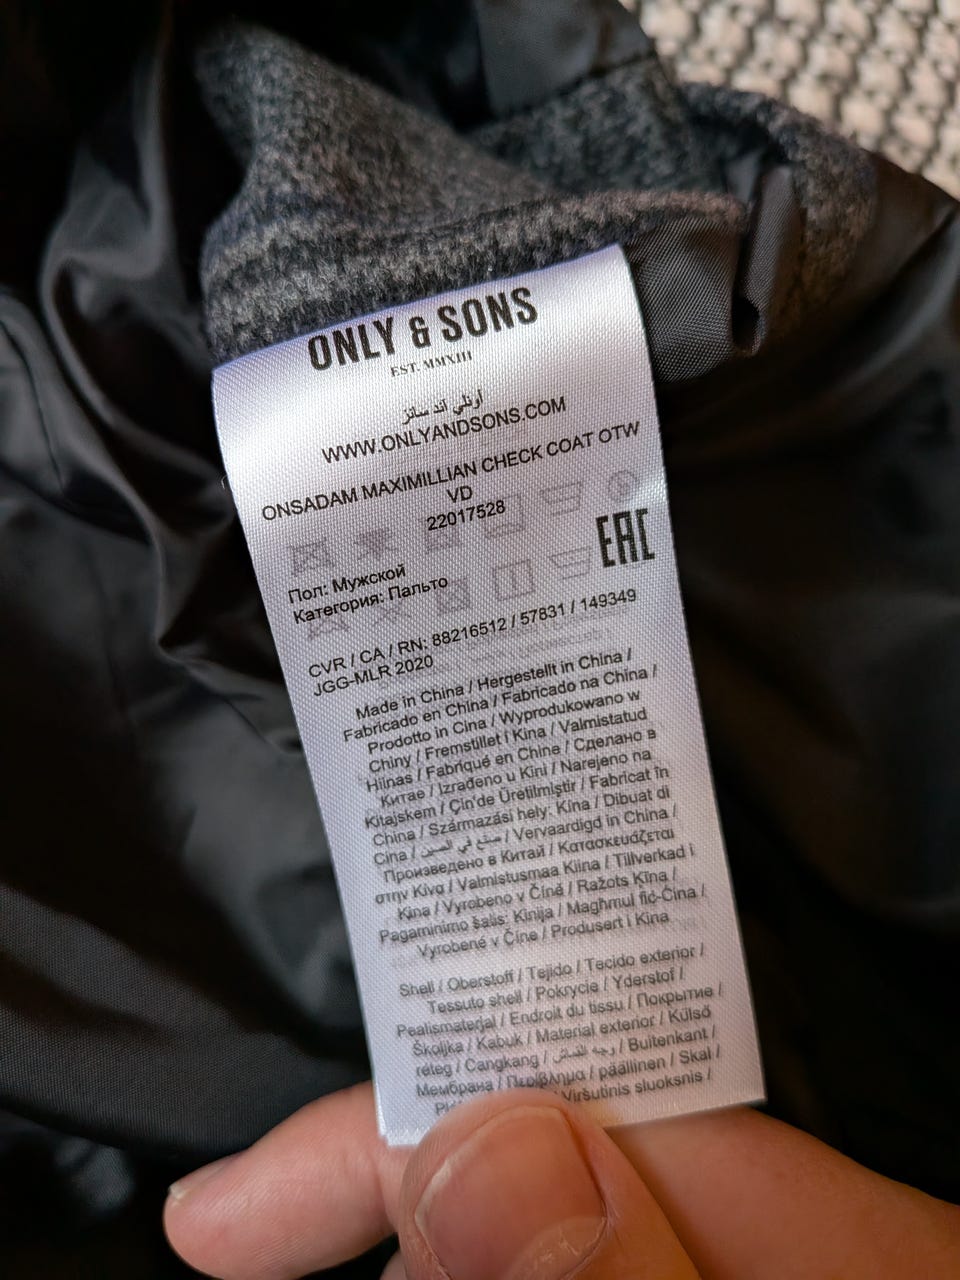 ONLY & SONS
EST. MMXIII
أونلي آند سانز
WWW.ONLYANDSONS.COM
ONSADAM MAXIMILLIAN CHECK COAT OTW
VD
22017528
EAC
Пол: Мужской
Категория: Пальто
CVR / CA / RN: 88216512 / 57831 / 149349
JGG-MLR 2020
Made in China / Hergestellt in China /
Fabricado en China / Fabricado na China /
Prodotto in Cina / Wyprodukowano w
Chiny / Fremstillet i Kina / Valmistatud
Hiinas / Fabriqué en Chine / Сделано в
Китае / Izrađeno u Kini / Narejeno na
Kitajskem / Çin'de Üretilmiştir / Fabricat în
China / Származási hely: Kína / Dibuat di
Cina / صنع في الصين / Vervaardigd in China /
Произведено в Китай / Κατασκευάζεται
στην Κίνα / Valmistusmaa Kiina / Tillverkad i
Kina / Vyrobeno v Číně / Ražots Ķīna /
Pagaminimo šalis: Kinija / Magħmul fiċ-Ċina /
Vyrobené v Číne / Produsert i Kina
Shell / Oberstoff / Tejido / Tecido exterior /
Tessuto shell / Pokrycie / Yderstof /
Pealismaterjal / Endroit du tissu / Покрытие /
Školjka / Kabuk / Material exterior / Külső
réteg / Cangkang / وجه القماش / Buitenkant /
Мембрана / Περίβλημα / päällinen / Skal /
Viršutinis sluoksnis /